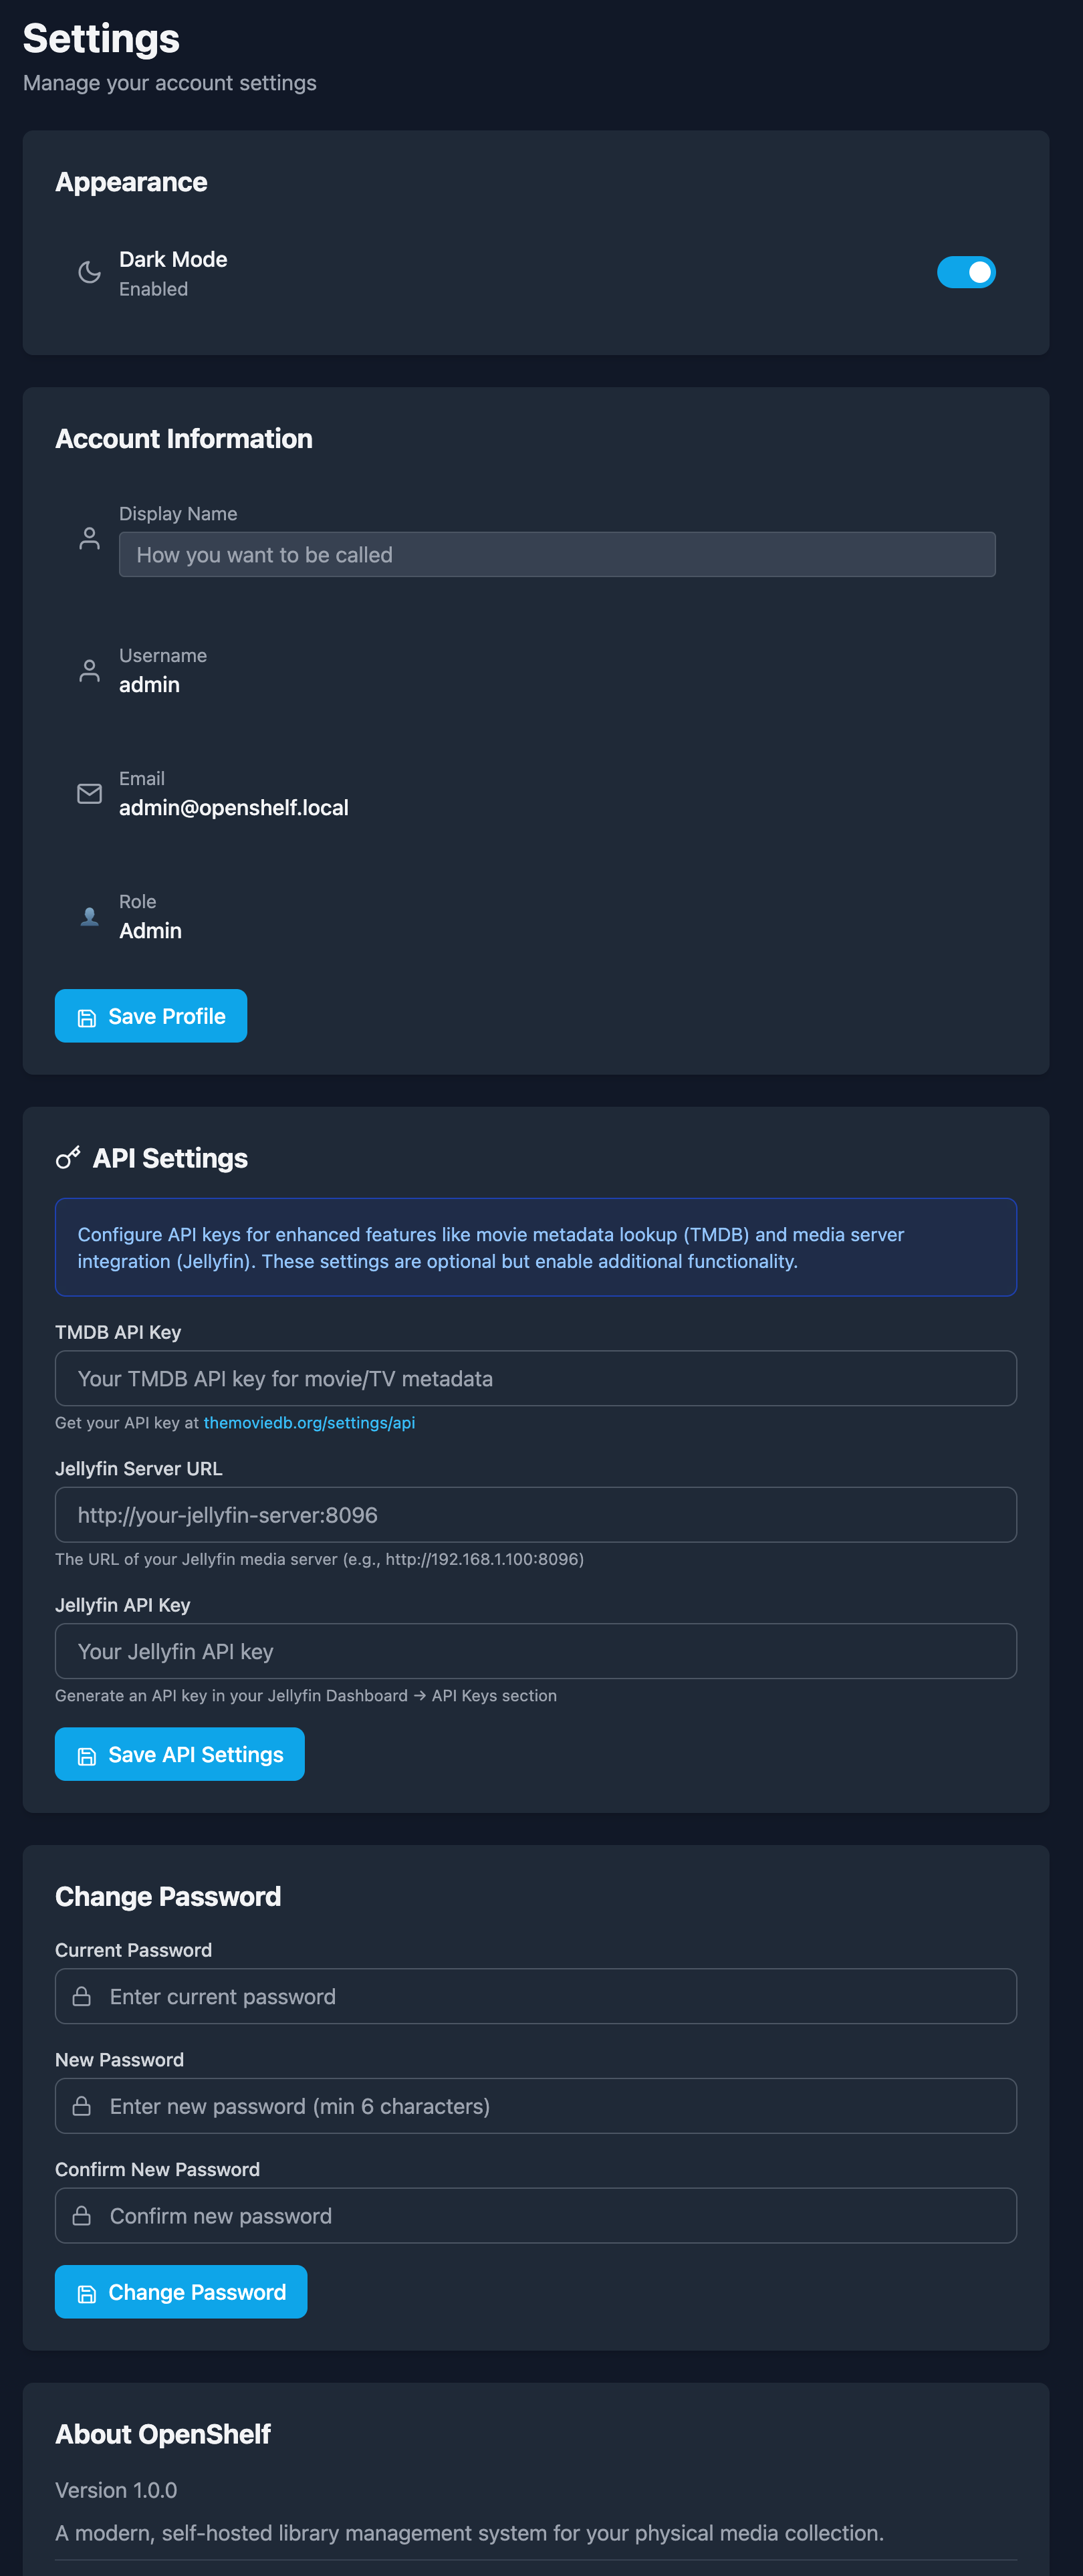 Settings
Manage your account settings
Appearance
Dark Mode
Enabled
Account Information
Display Name
How you want to be called
Username
admin
Email
admin@openshelf.local
Role
Admin
Save Profile
API Settings
Configure API keys for enhanced features like movie metadata lookup (TMDB) and media server
integration (Jellyfin). These settings are optional but enable additional functionality.
TMDB API Key
Your TMDB API key for movie/TV metadata
Get your API key at themoviedb.org/settings/api
Jellyfin Server URL
http://your-jellyfin-server:8096
The URL of your Jellyfin media server (e.g., http://192.168.1.100:8096)
Jellyfin API Key
Your Jellyfin API key
Generate an API key in your Jellyfin Dashboard → API Keys section
Save API Settings
Change Password
Current Password
Enter current password
New Password
Enter new password (min 6 characters)
Confirm New Password
Confirm new password
Change Password
About OpenShelf
Version 1.0.0
A modern, self-hosted library management system for your physical media collection.